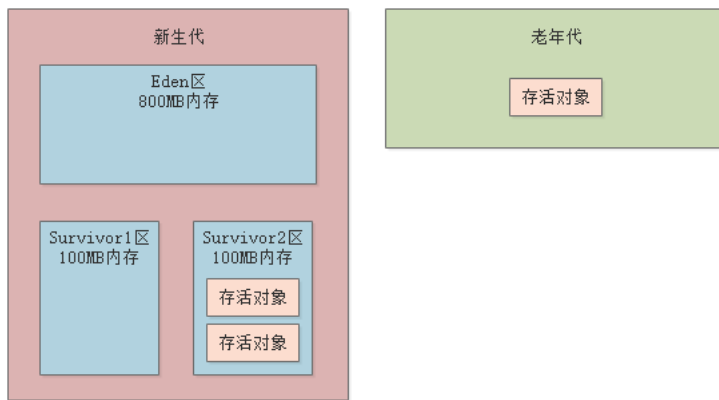 新生代
Eden区
800MB内存
Survivor1区
100MB内存
Survivor2区
100MB内存
存活对象
存活对象
老年代
存活对象